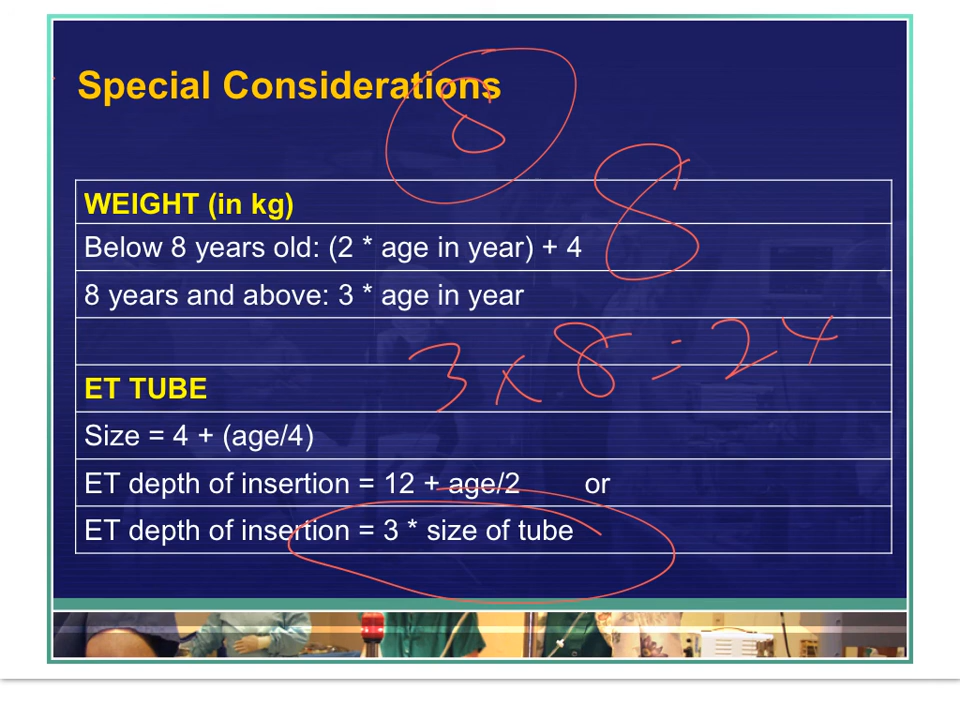 Special Considerations
8
8
WEIGHT (in kg)
Below 8 years old: (2 * age in year) + 4
8 years and above: 3 * age in year
3 x 8 = 24
ET TUBE
Size = 4 + (age/4)
ET depth of insertion = 12 + age/2 or
ET depth of insertion = 3 * size of tube